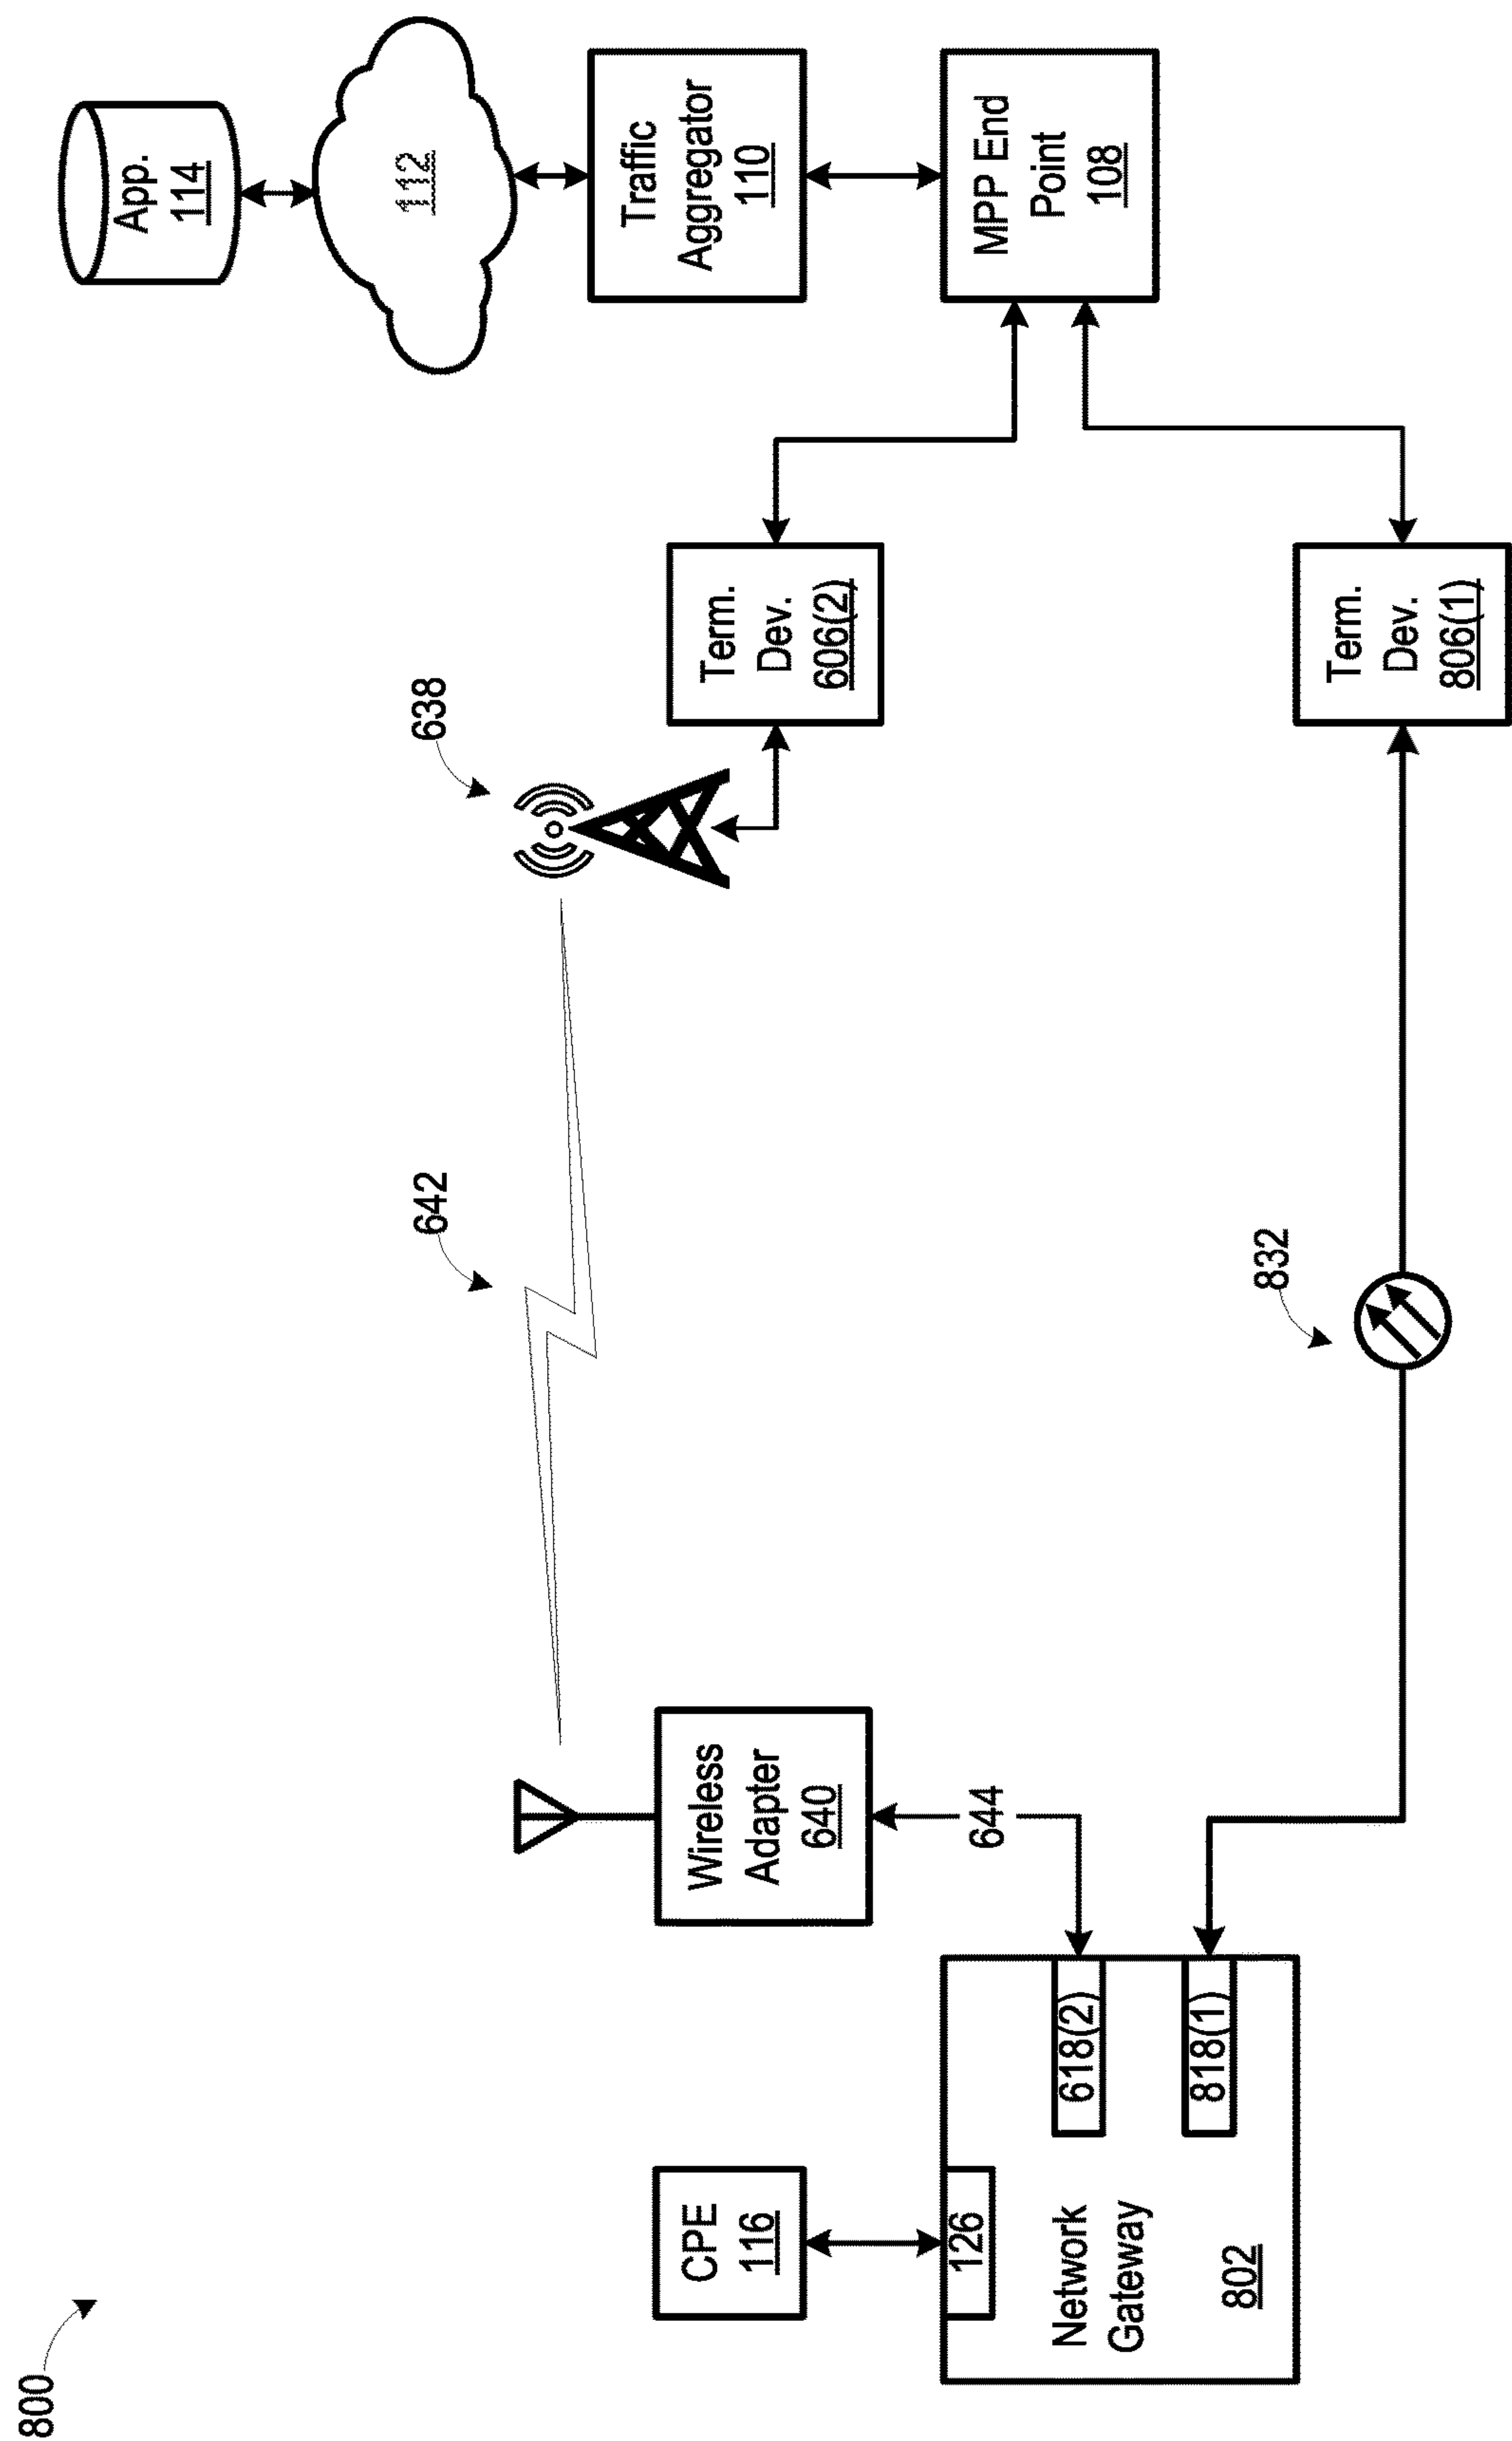 800
App.
114
112
Traffic
Aggregator
110
MPP End
Point
108
638
Term.
Dev.
606(2)
Term.
Dev.
806(1)
642
832
Wireless
Adapter
640
644
CPE
116
126
618(2)
818(1)
Network
Gateway
802